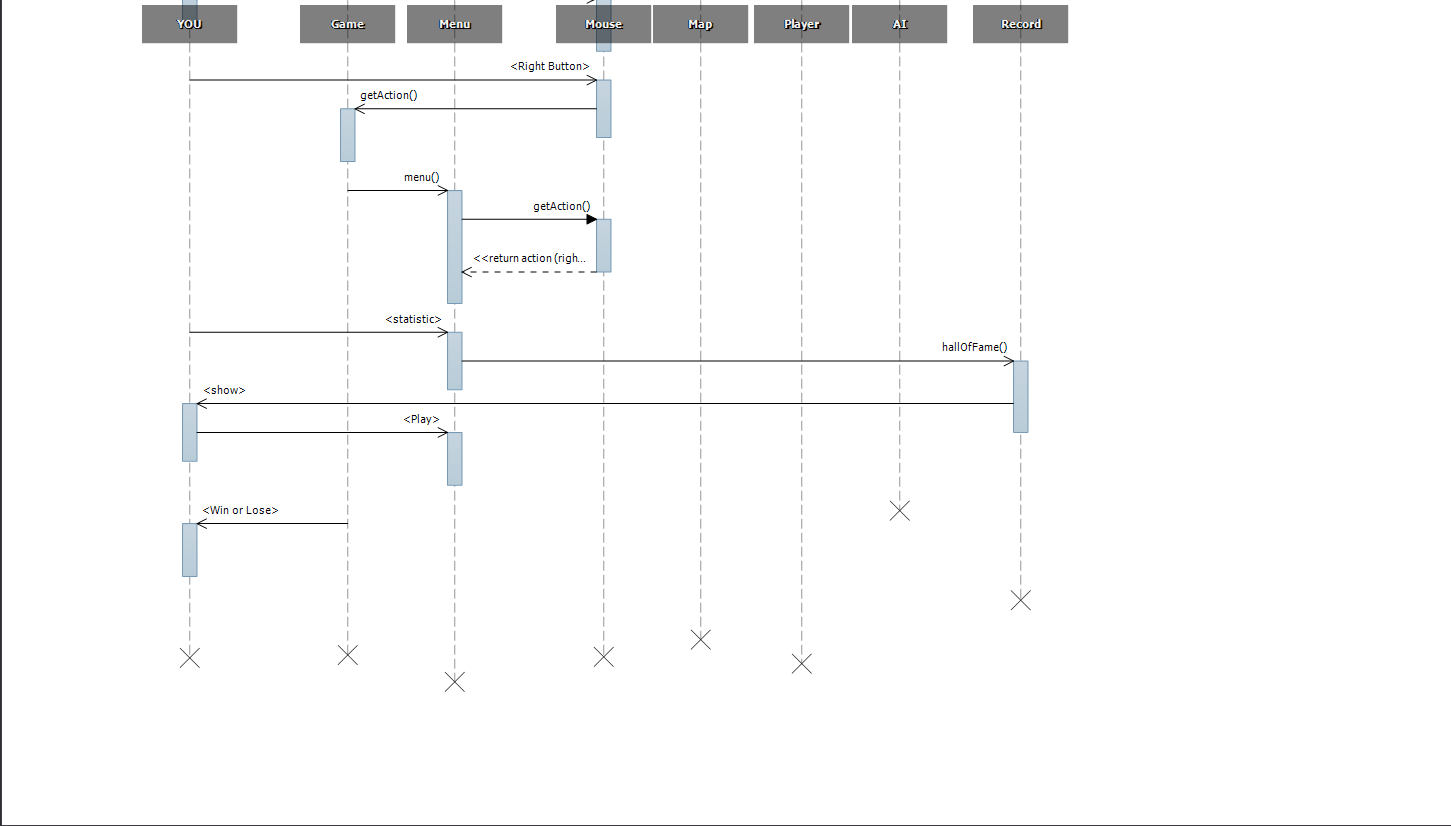 YOU
Game
Menu
Mouse
Map
Player
AI
Record
<Right Button>
getAction()
menu()
getAction()
<<return action (righ...
<statistic>
hallOfFame()
<show>
<Play>
<Win or Lose>